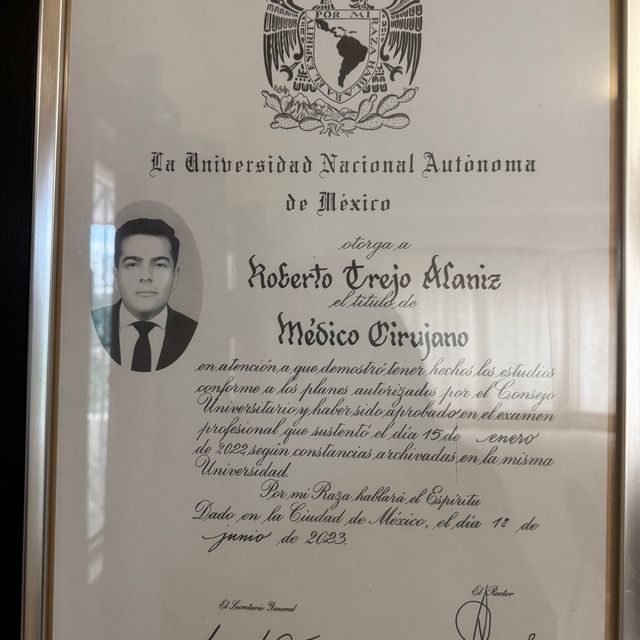 POR MI RAZA HABLARA EL ESPIRITU
La Universidad Nacional Autónoma
de México
otorga a
Roberto Trejo Alaniz
el título de
Médico Cirujano
en atención a que demostró tener hechos los estudios
conforme a los planes autorizados por el Consejo
Universitario y haber sido aprobado en el examen
profesional que sustentó el día 15 de enero
de 2022, según constancias archivadas en la misma
Universidad.
Por mi Raza hablará el Espíritu
Dado en la Ciudad de México, el día 1º de
junio de 2023.
El Secretario General
El Rector